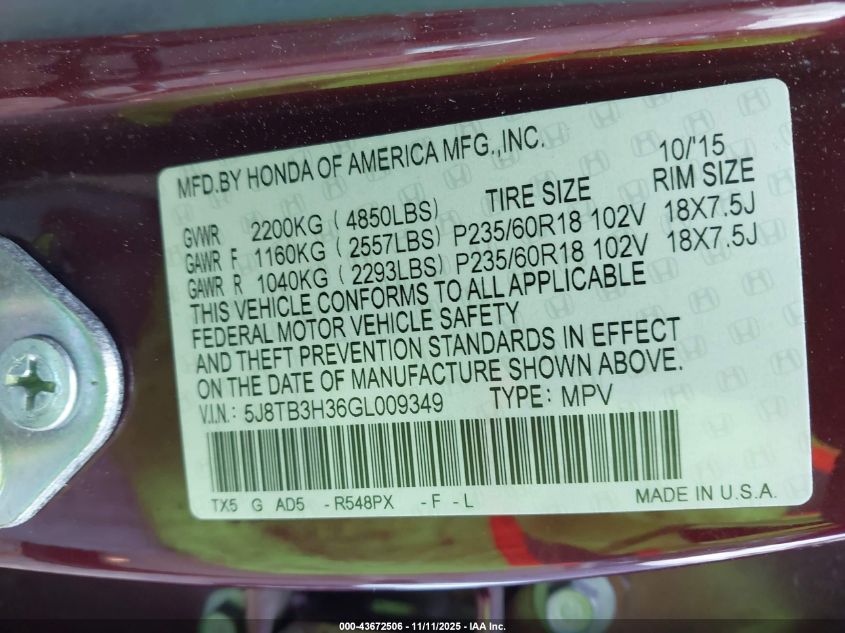 MFD.BY HONDA OF AMERICA MFG.,INC. 10/'15
TIRE SIZE RIM SIZE
GVWR 2200KG (4850LBS)
GAWR F 1160KG (2557LBS) P235/60R18 102V 18X7.5J
GAWR R 1040KG (2293LBS) P235/60R18 102V 18X7.5J
THIS VEHICLE CONFORMS TO ALL APPLICABLE
FEDERAL MOTOR VEHICLE SAFETY
AND THEFT PREVENTION STANDARDS IN EFFECT
ON THE DATE OF MANUFACTURE SHOWN ABOVE.
V.I.N.: 5J8TB3H36GL009349 TYPE: MPV
TX5 G AD5 -R548PX -F -L MADE IN U.S.A.
000-43672506 - 11/11/2025 - IAA Inc.